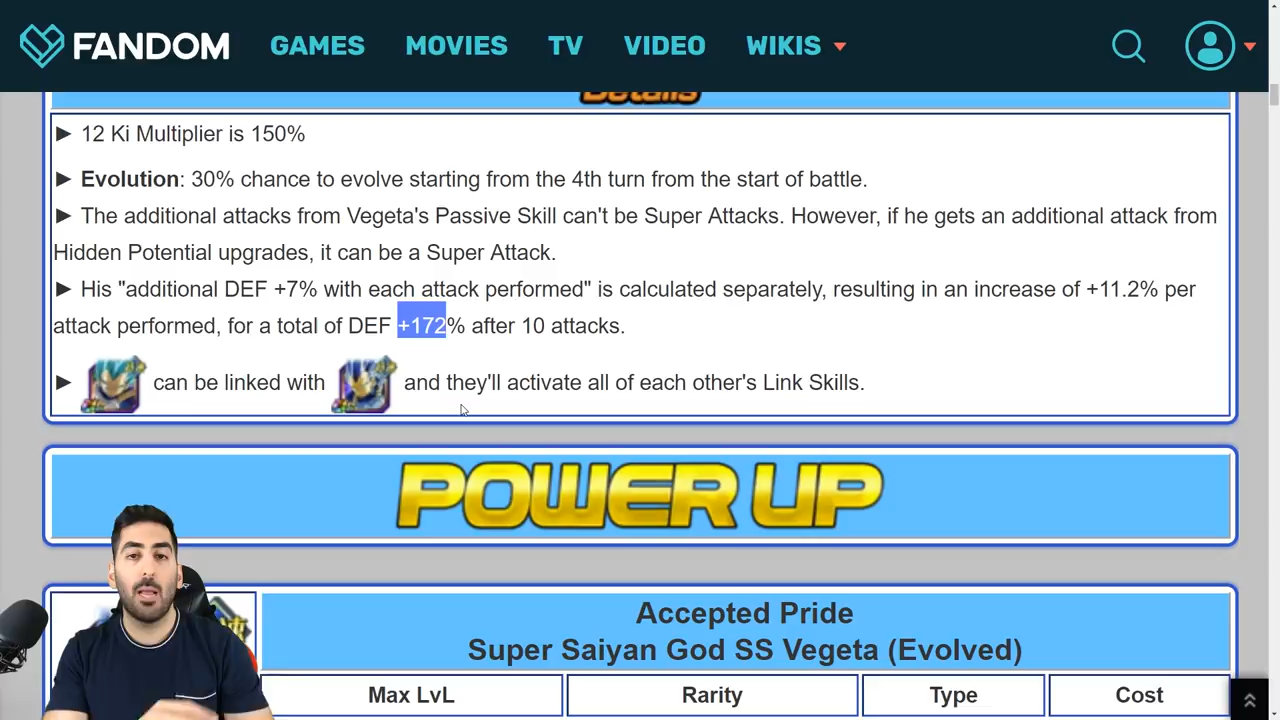 FANDOM GAMES MOVIES TV VIDEO WIKIS
Details
► 12 Ki Multiplier is 150%
► Evolution: 30% chance to evolve starting from the 4th turn from the start of battle.
► The additional attacks from Vegeta's Passive Skill can't be Super Attacks. However, if he gets an additional attack from
Hidden Potential upgrades, it can be a Super Attack.
► His "additional DEF +7% with each attack performed" is calculated separately, resulting in an increase of +11.2% per
attack performed, for a total of DEF +172% after 10 attacks.
► can be linked with and they'll activate all of each other's Link Skills.
POWER UP
Accepted Pride
Super Saiyan God SS Vegeta (Evolved)
Max LvL Rarity Type Cost